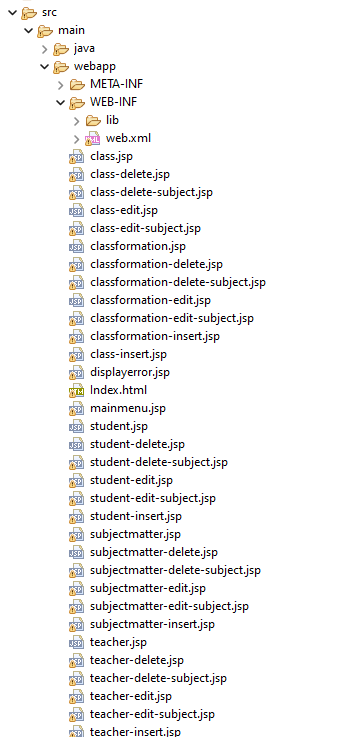 src
main
java
webapp
META-INF
WEB-INF
lib
web.xml
class.jsp
class-delete.jsp
class-delete-subject.jsp
class-edit.jsp
class-edit-subject.jsp
classformation.jsp
classformation-delete.jsp
classformation-delete-subject.jsp
classformation-edit.jsp
classformation-edit-subject.jsp
classformation-insert.jsp
class-insert.jsp
displayerror.jsp
Index.html
mainmenu.jsp
student.jsp
student-delete.jsp
student-delete-subject.jsp
student-edit.jsp
student-edit-subject.jsp
student-insert.jsp
subjectmatter.jsp
subjectmatter-delete.jsp
subjectmatter-delete-subject.jsp
subjectmatter-edit.jsp
subjectmatter-edit-subject.jsp
subjectmatter-insert.jsp
teacher.jsp
teacher-delete.jsp
teacher-delete-subject.jsp
teacher-edit.jsp
teacher-edit-subject.jsp
teacher-insert.jsp